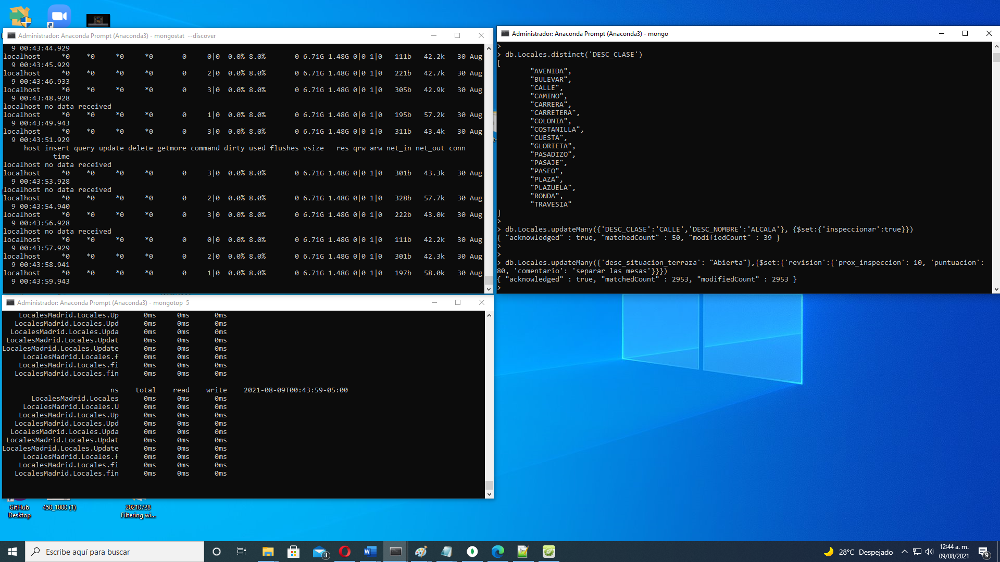 Administrador: Anaconda Prompt (Anaconda3) - mongostat  --discover
  9 00:43:44.929
localhost     *0    *0     *0     *0       0     0|0  0.0% 8.0%       0 6.71G 1.48G 0|0 1|0   111b   42.2k   30 Aug
  9 00:43:45.929
localhost     *0    *0     *0     *0       0     2|0  0.0% 8.0%       0 6.71G 1.48G 0|0 1|0   221b   42.7k   30 Aug
  9 00:43:46.933
localhost     *0    *0     *0     *0       0     3|0  0.0% 8.0%       0 6.71G 1.48G 0|0 1|0   305b   42.9k   30 Aug
  9 00:43:48.928
localhost no data received
localhost     *0    *0     *0     *0       0     1|0  0.0% 8.0%       0 6.71G 1.48G 0|0 1|0   195b   57.2k   30 Aug
  9 00:43:49.943
localhost     *0    *0     *0     *0       0     3|0  0.0% 8.0%       0 6.71G 1.48G 0|0 1|0   311b   43.4k   30 Aug
  9 00:43:51.929
     host insert query update delete getmore command dirty used flushes vsize   res qrw arw net_in net_out conn
            time
localhost no data received
localhost     *0    *0     *0     *0       0     3|0  0.0% 8.0%       0 6.71G 1.48G 0|0 1|0   301b   43.3k   30 Aug
  9 00:43:53.928
localhost no data received
localhost     *0    *0     *0     *0       0     2|0  0.0% 8.0%       0 6.71G 1.48G 0|0 1|0   328b   57.7k   30 Aug
  9 00:43:54.940
localhost     *0    *0     *0     *0       0     3|0  0.0% 8.0%       0 6.71G 1.48G 0|0 1|0   222b   43.0k   30 Aug
  9 00:43:56.928
localhost no data received
localhost     *0    *0     *0     *0       0     0|0  0.0% 8.0%       0 6.71G 1.48G 0|0 1|0   111b   42.2k   30 Aug
  9 00:43:57.929
localhost     *0    *0     *0     *0       0     2|0  0.0% 8.0%       0 6.71G 1.48G 0|0 1|0   301b   42.3k   30 Aug
  9 00:43:58.941
localhost     *0    *0     *0     *0       0     1|0  0.0% 8.0%       0 6.71G 1.48G 0|0 1|0   197b   58.0k   30 Aug
  9 00:43:59.943
Administrador: Anaconda Prompt (Anaconda3) - mongo
>
> db.Locales.distinct('DESC_CLASE')
[
        "AVENIDA",
        "BULEVAR",
        "CALLE",
        "CAMINO",
        "CARRERA",
        "CARRETERA",
        "COLONIA",
        "COSTANILLA",
        "CUESTA",
        "GLORIETA",
        "PASADIZO",
        "PASAJE",
        "PASEO",
        "PLAZA",
        "PLAZUELA",
        "RONDA",
        "TRAVESIA"
]
>
> db.Locales.updateMany({'DESC_CLASE':'CALLE','DESC_NOMBRE':'ALCALA'}, {$set:{'inspeccionar':true}})
{ "acknowledged" : true, "matchedCount" : 50, "modifiedCount" : 39 }
>
>
> db.Locales.updateMany({'desc_situacion_terraza': "Abierta"},{$set:{'revision':{'prox_inspeccion': 10, 'puntuacion':
80, 'comentario': 'separar las mesas'}}})
{ "acknowledged" : true, "matchedCount" : 2953, "modifiedCount" : 2953 }
>
Administrador: Anaconda Prompt (Anaconda3) - mongotop  5
    LocalesMadrid.Locales.Up      0ms     0ms      0ms
   LocalesMadrid.Locales.Upd      0ms     0ms      0ms
  LocalesMadrid.Locales.Upda      0ms     0ms      0ms
 LocalesMadrid.Locales.Updat      0ms     0ms      0ms
LocalesMadrid.Locales.Update      0ms     0ms      0ms
     LocalesMadrid.Locales.f      0ms     0ms      0ms
    LocalesMadrid.Locales.fi      0ms     0ms      0ms
   LocalesMadrid.Locales.fin      0ms     0ms      0ms
                          ns    total    read    write    2021-08-09T00:43:59-05:00
       LocalesMadrid.Locales      0ms     0ms      0ms
     LocalesMadrid.Locales.U      0ms     0ms      0ms
    LocalesMadrid.Locales.Up      0ms     0ms      0ms
   LocalesMadrid.Locales.Upd      0ms     0ms      0ms
  LocalesMadrid.Locales.Upda      0ms     0ms      0ms
 LocalesMadrid.Locales.Updat      0ms     0ms      0ms
LocalesMadrid.Locales.Update      0ms     0ms      0ms
     LocalesMadrid.Locales.f      0ms     0ms      0ms
    LocalesMadrid.Locales.fi      0ms     0ms      0ms
   LocalesMadrid.Locales.fin      0ms     0ms      0ms
GitHub
Desktop
450_1000 (1)
20210728
Filtering wi...
Escribe aquí para buscar
3
28°C Despejado
12:44 a. m.
09/08/2021
9